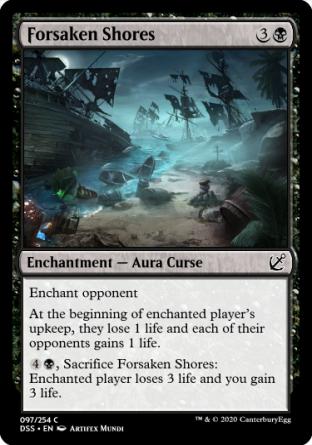 Forsaken Shores 3
Enchantment — Aura Curse
Enchant opponent
At the beginning of enchanted player's
upkeep, they lose 1 life and each of their
opponents gains 1 life.
4 , Sacrifice Forsaken Shores:
Enchanted player loses 3 life and you gain
3 life.
097/254 C
DSS • EN Artifex Mundi
™ & © 2020 CanterburyEgg